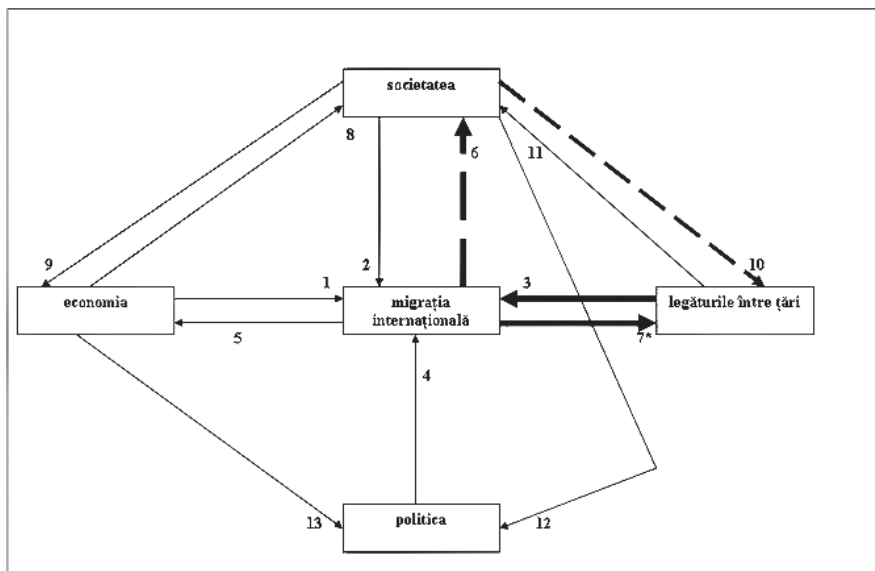 societatea
8
6
11
9
2
10
1
3
economia
migrația
internațională
legăturile între țări
5
7*
4
13
politica
12